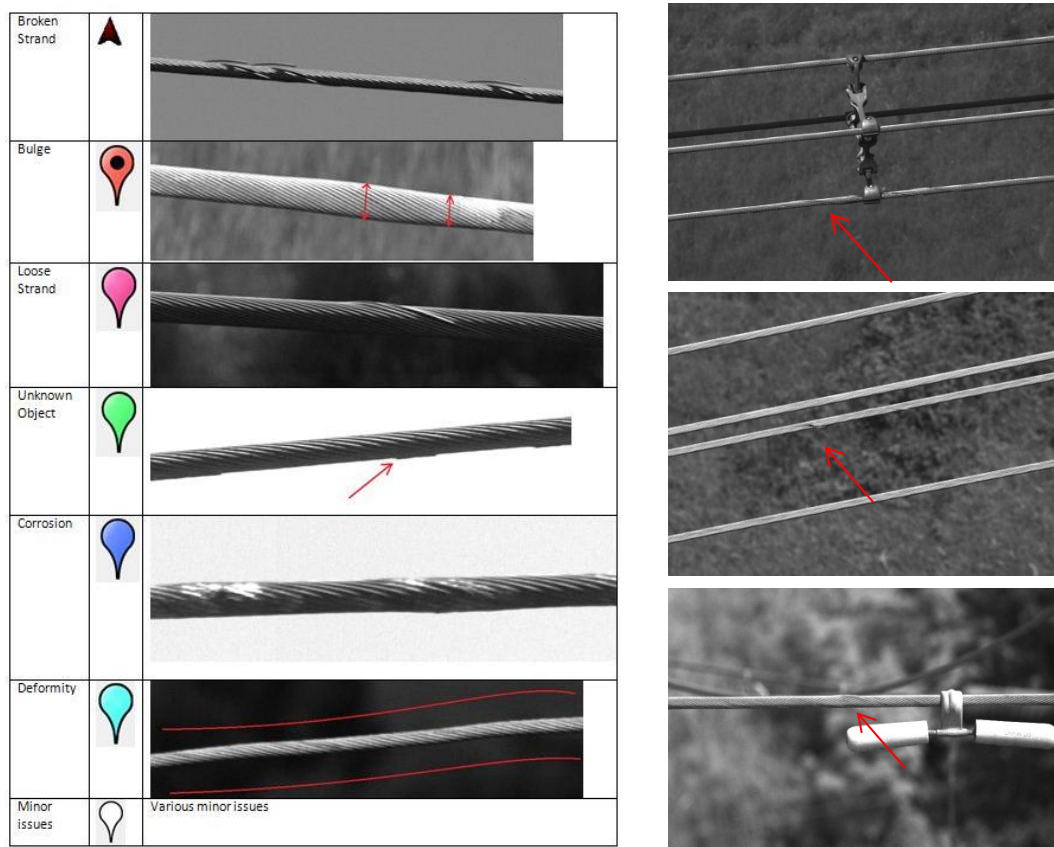 Broken
Strand
Bulge
Loose
Strand
Unknown
Object
Corrosion
Deformity
Minor
issues
Various minor issues